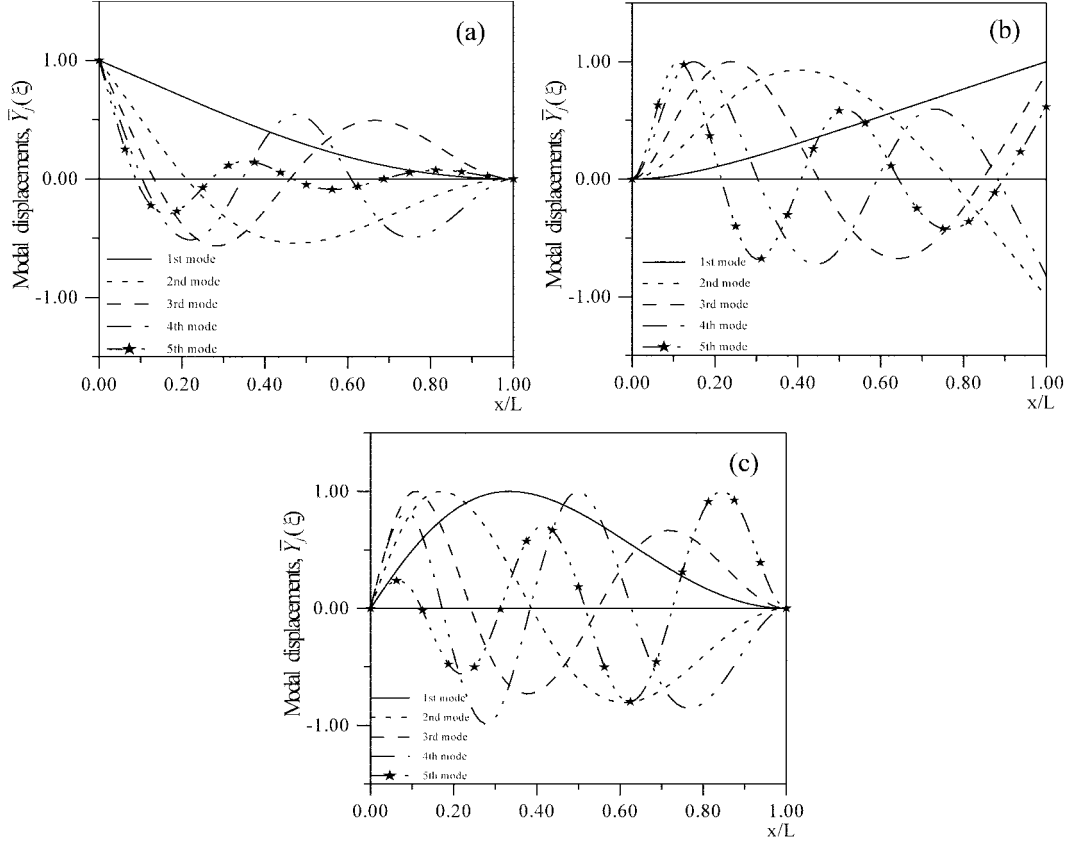 (a)
Modal displacements, Y̅j(ξ)
1.00
0.00
-1.00
1st mode
2nd mode
3rd mode
4th mode
5th mode
0.00 0.20 0.40 0.60 0.80 1.00
x/L
(b)
Modal displacements, Y̅j(ξ)
1.00
0.00
-1.00
1st mode
2nd mode
3rd mode
4th mode
5th mode
0.00 0.20 0.40 0.60 0.80 1.00
x/L
(c)
Modal displacements, Y̅j(ξ)
1.00
0.00
-1.00
1st mode
2nd mode
3rd mode
4th mode
5th mode
0.00 0.20 0.40 0.60 0.80 1.00
x/L